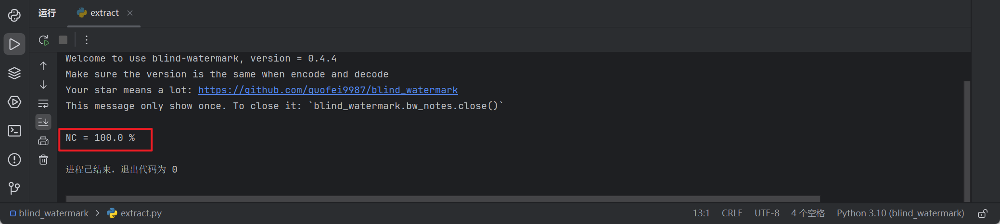 运行 extract
Welcome to use blind-watermark, version = 0.4.4
Make sure the version is the same when encode and decode
Your star means a lot: https://github.com/guofei9987/blind_watermark
This message only show once. To close it: `blind_watermark.bw_notes.close()`
NC = 100.0 %
进程已结束，退出代码为 0
blind_watermark > extract.py 13:1 CRLF UTF-8 4 个空格 Python 3.10 (blind_watermark)